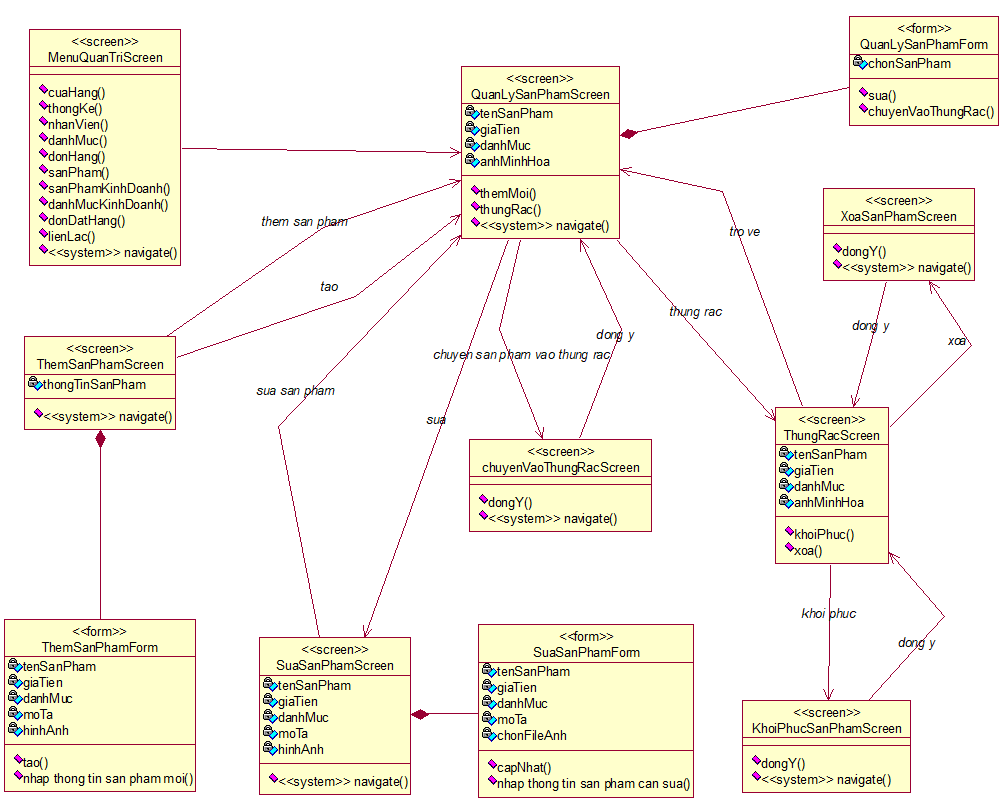 <<screen>>
MenuQuanTriScreen
cuaHang()
thongKe()
nhanVien()
danhMuc()
donHang()
sanPham()
sanPhamKinhDoanh()
danhMucKinhDoanh()
donDatHang()
lienLac()
<<system>> navigate()
<<screen>>
QuanLySanPhamScreen
tenSanPham
giaTien
danhMuc
anhMinhHoa
themMoi()
thungRac()
<<system>> navigate()
<<form>>
QuanLySanPhamForm
chonSanPham
sua()
chuyenVaoThungRac()
<<screen>>
XoaSanPhamScreen
dongY()
<<system>> navigate()
them san pham
tao
tro ve
thung rac
dong y
xoa
dong y
chuyen san pham vao thung rac
sua san pham
sua
<<screen>>
ThemSanPhamScreen
thongTinSanPham
<<system>> navigate()
<<screen>>
chuyenVaoThungRacScreen
dongY()
<<system>> navigate()
<<screen>>
ThungRacScreen
tenSanPham
giaTien
danhMuc
anhMinhHoa
khoiPhuc()
xoa()
khoi phuc
dong y
<<form>>
ThemSanPhamForm
tenSanPham
giaTien
danhMuc
moTa
hinhAnh
tao()
nhap thong tin san pham moi()
<<screen>>
SuaSanPhamScreen
tenSanPham
giaTien
danhMuc
moTa
hinhAnh
<<system>> navigate()
<<form>>
SuaSanPhamForm
tenSanPham
giaTien
danhMuc
moTa
chonFileAnh
capNhat()
nhap thong tin san pham can sua()
<<screen>>
KhoiPhucSanPhamScreen
dongY()
<<system>> navigate()